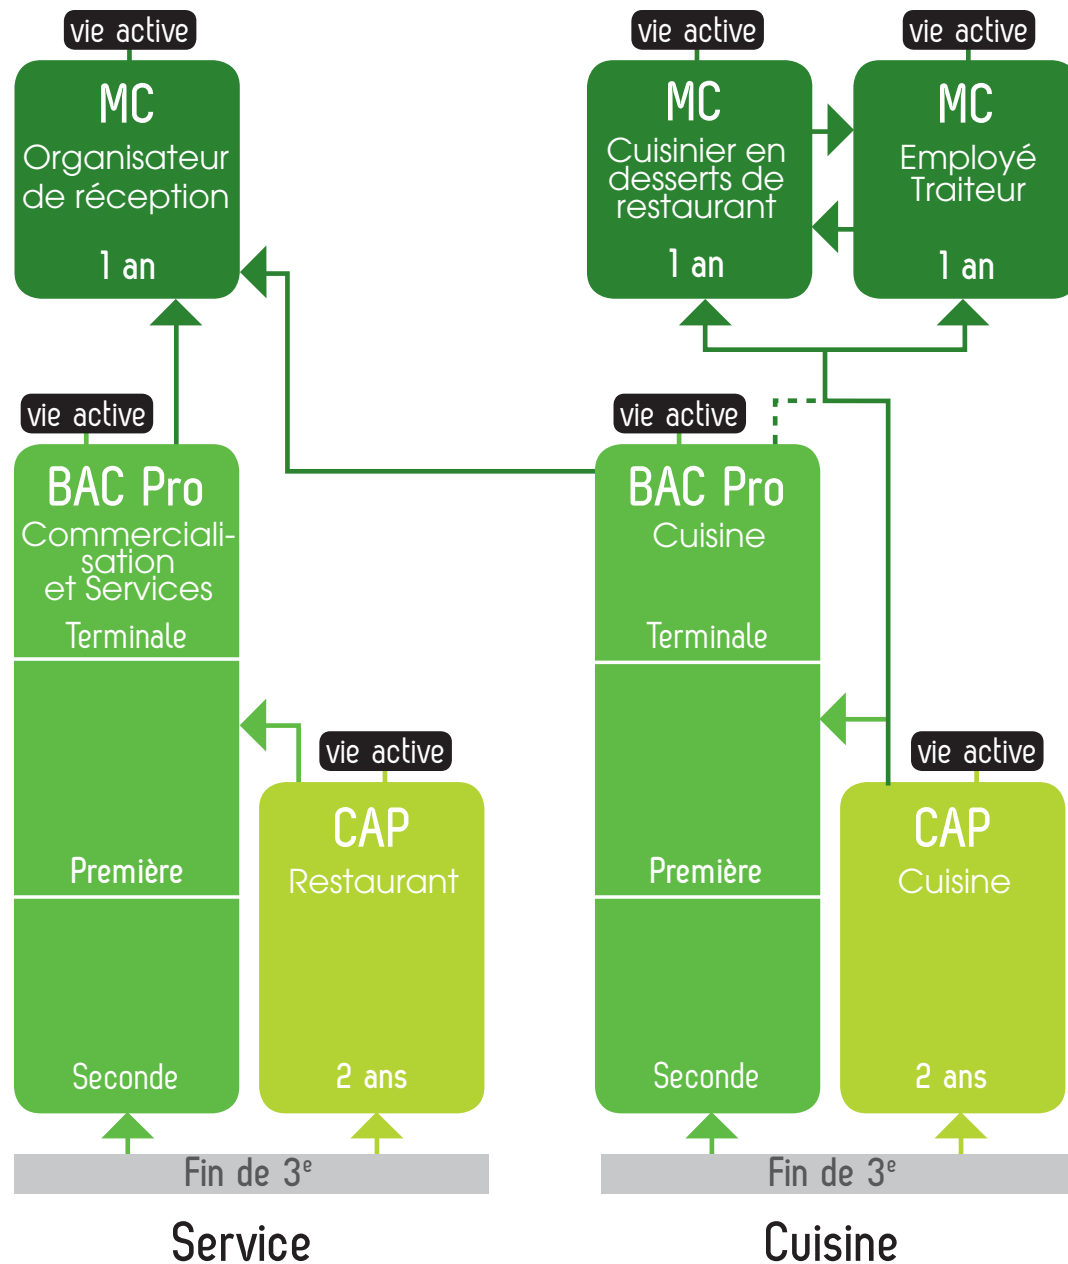 vie active
MC
Organisateur
de réception
1 an
vie active
MC
Cuisinier en
desserts de
restaurant
1 an
vie active
MC
Employé
Traiteur
1 an
vie active
BAC Pro
Commerciali-
sation
et Services
Terminale
Première
Seconde
vie active
CAP
Restaurant
2 ans
vie active
BAC Pro
Cuisine
Terminale
Première
Seconde
vie active
CAP
Cuisine
2 ans
Fin de 3e
Fin de 3e
Service
Cuisine